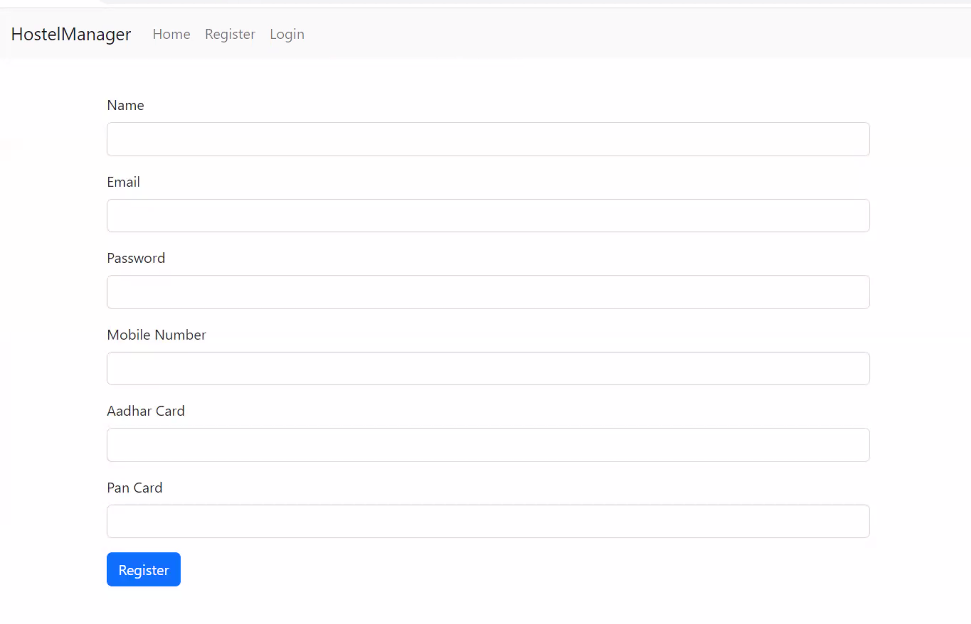 HostelManager Home Register Login
Name
Email
Password
Mobile Number
Aadhar Card
Pan Card
Register